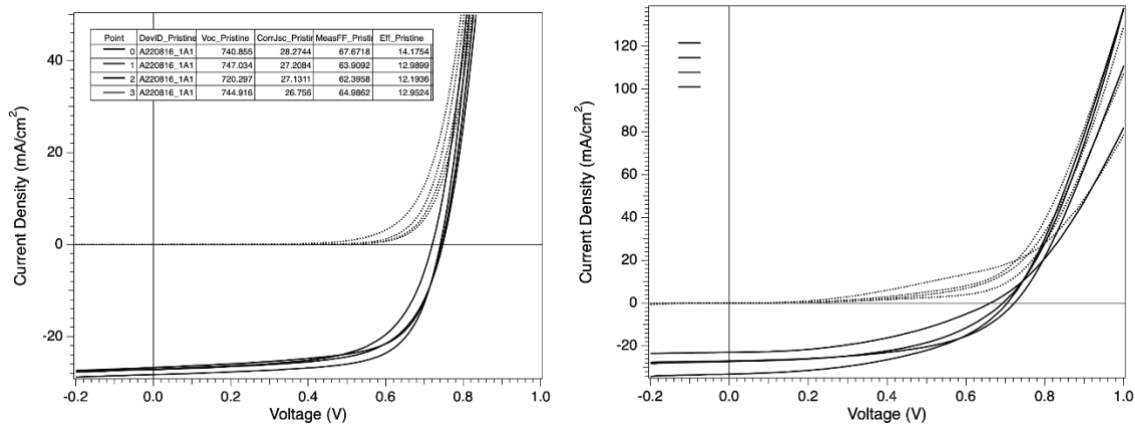 Point DevID_Pristine Voc_Pristine CorrJsc_Pristin MeasFF_Pristi Eff_Pristine
0 A220816_1A1 740.855 28.2744 67.6718 14.1754
1 A220816_1A1 747.034 27.2084 63.9092 12.9899
2 A220816_1A1 720.297 27.1311 62.3958 12.1936
3 A220816_1A1 744.916 26.756 64.9862 12.9524
Current Density (mA/cm²)
40
20
0
-20
-0.2 0.0 0.2 0.4 0.6 0.8 1.0
Voltage (V)
Current Density (mA/cm²)
120
100
80
60
40
20
0
-20
-0.2 0.0 0.2 0.4 0.6 0.8 1.0
Voltage (V)